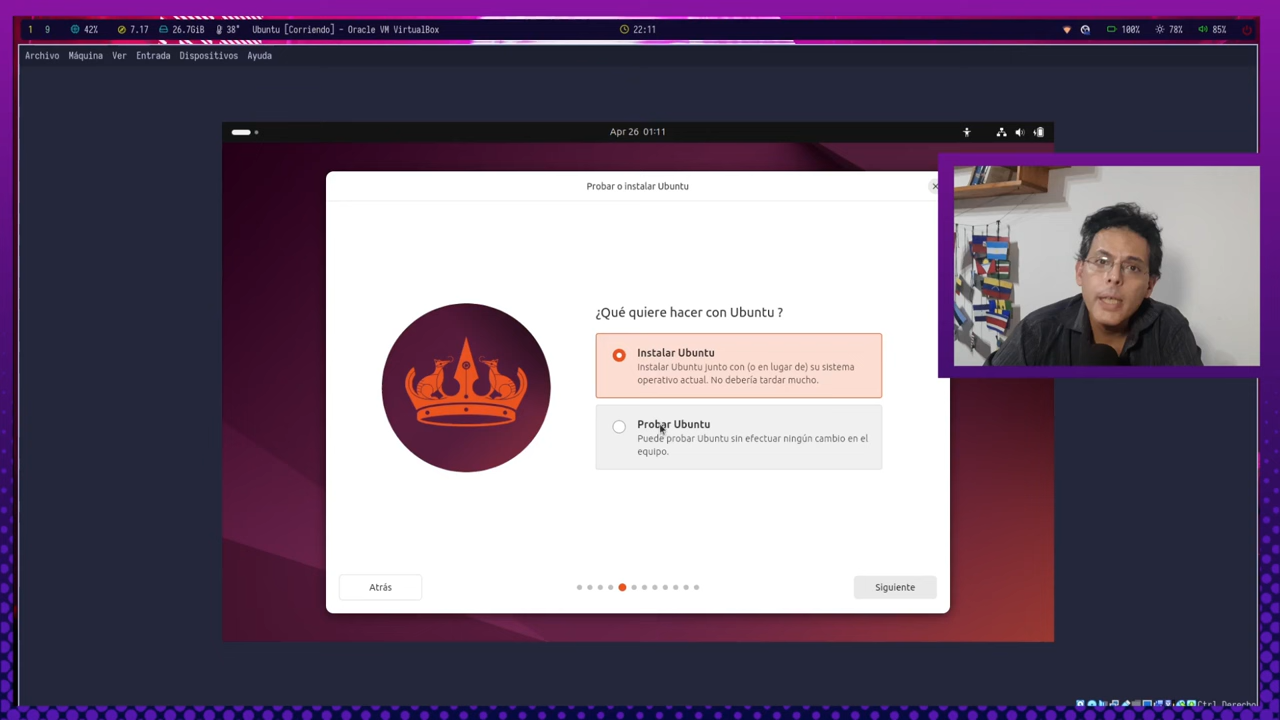 1 9 42% 7.17 26.7GiB 38° Ubuntu [Corriendo] - Oracle VM VirtualBox 22:11 100% 78% 85%
Archivo Máquina Ver Entrada Dispositivos Ayuda
Apr 26 01:11
Probar o instalar Ubuntu
¿Qué quiere hacer con Ubuntu ?
Instalar Ubuntu
Instalar Ubuntu junto con (o en lugar de) su sistema
operativo actual. No debería tardar mucho.
Probar Ubuntu
Puede probar Ubuntu sin efectuar ningún cambio en el
equipo.
Atrás
Siguiente
Ctrl Derecho